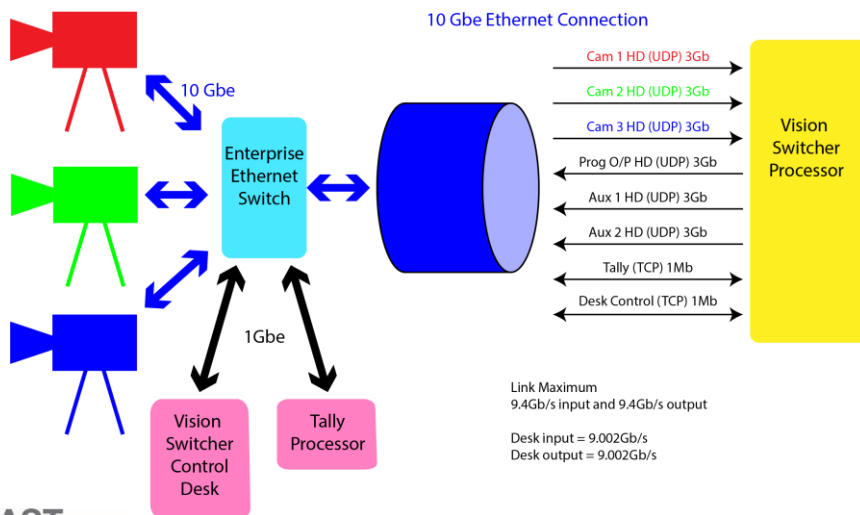 10 Gbe Ethernet Connection
10 Gbe
Enterprise
Ethernet
Switch
Cam 1 HD (UDP) 3Gb
Cam 2 HD (UDP) 3Gb
Cam 3 HD (UDP) 3Gb
Prog O/P HD (UDP) 3Gb
Aux 1 HD (UDP) 3Gb
Aux 2 HD (UDP) 3Gb
Tally (TCP) 1Mb
Desk Control (TCP) 1Mb
Vision
Switcher
Processor
1Gbe
Vision
Switcher
Control
Desk
Tally
Processor
Link Maximum
9.4Gb/s input and 9.4Gb/s output
Desk input = 9.002Gb/s
Desk output = 9.002Gb/s